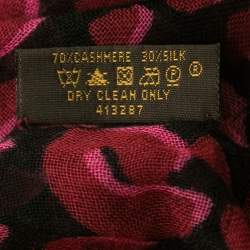 70%CASHMERE 30%SILK
P
R
DRY CLEAN ONLY
413287